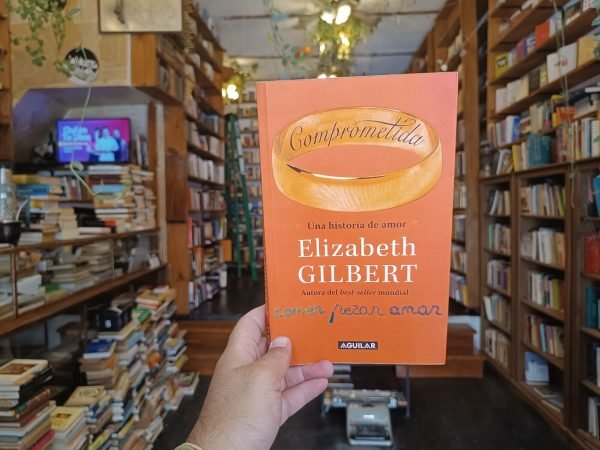 Comprometida
Una historia de amor
Elizabeth
GILBERT
Autora del best-seller mundial
comer rezar amar
AGUILAR